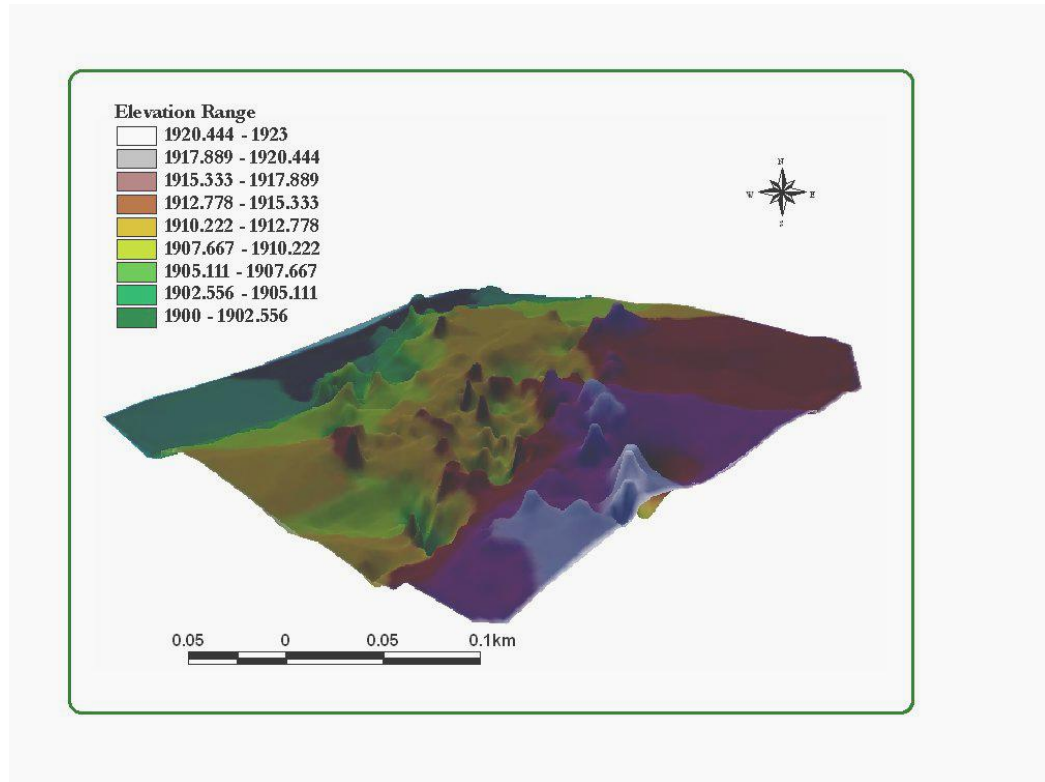 Elevation Range
1920.444 - 1923
1917.889 - 1920.444
1915.333 - 1917.889
1912.778 - 1915.333
1910.222 - 1912.778
1907.667 - 1910.222
1905.111 - 1907.667
1902.556 - 1905.111
1900 - 1902.556
N
W E
S
0.05 0 0.05 0.1km